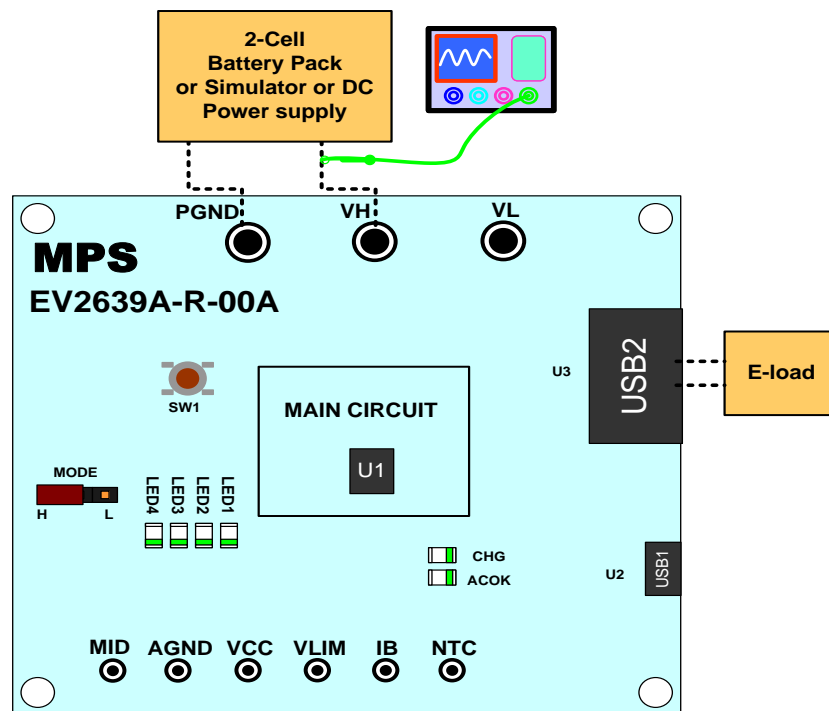 2-Cell
Battery Pack
or Simulator or DC
Power supply
PGND
VH
VL
MPS
EV2639A-R-00A
SW1
MAIN CIRCUIT
U1
U3
USB2
E-load
MODE
H
L
LED4
LED3
LED2
LED1
CHG
ACOK
U2
USB1
MID
AGND
VCC
VLIM
IB
NTC